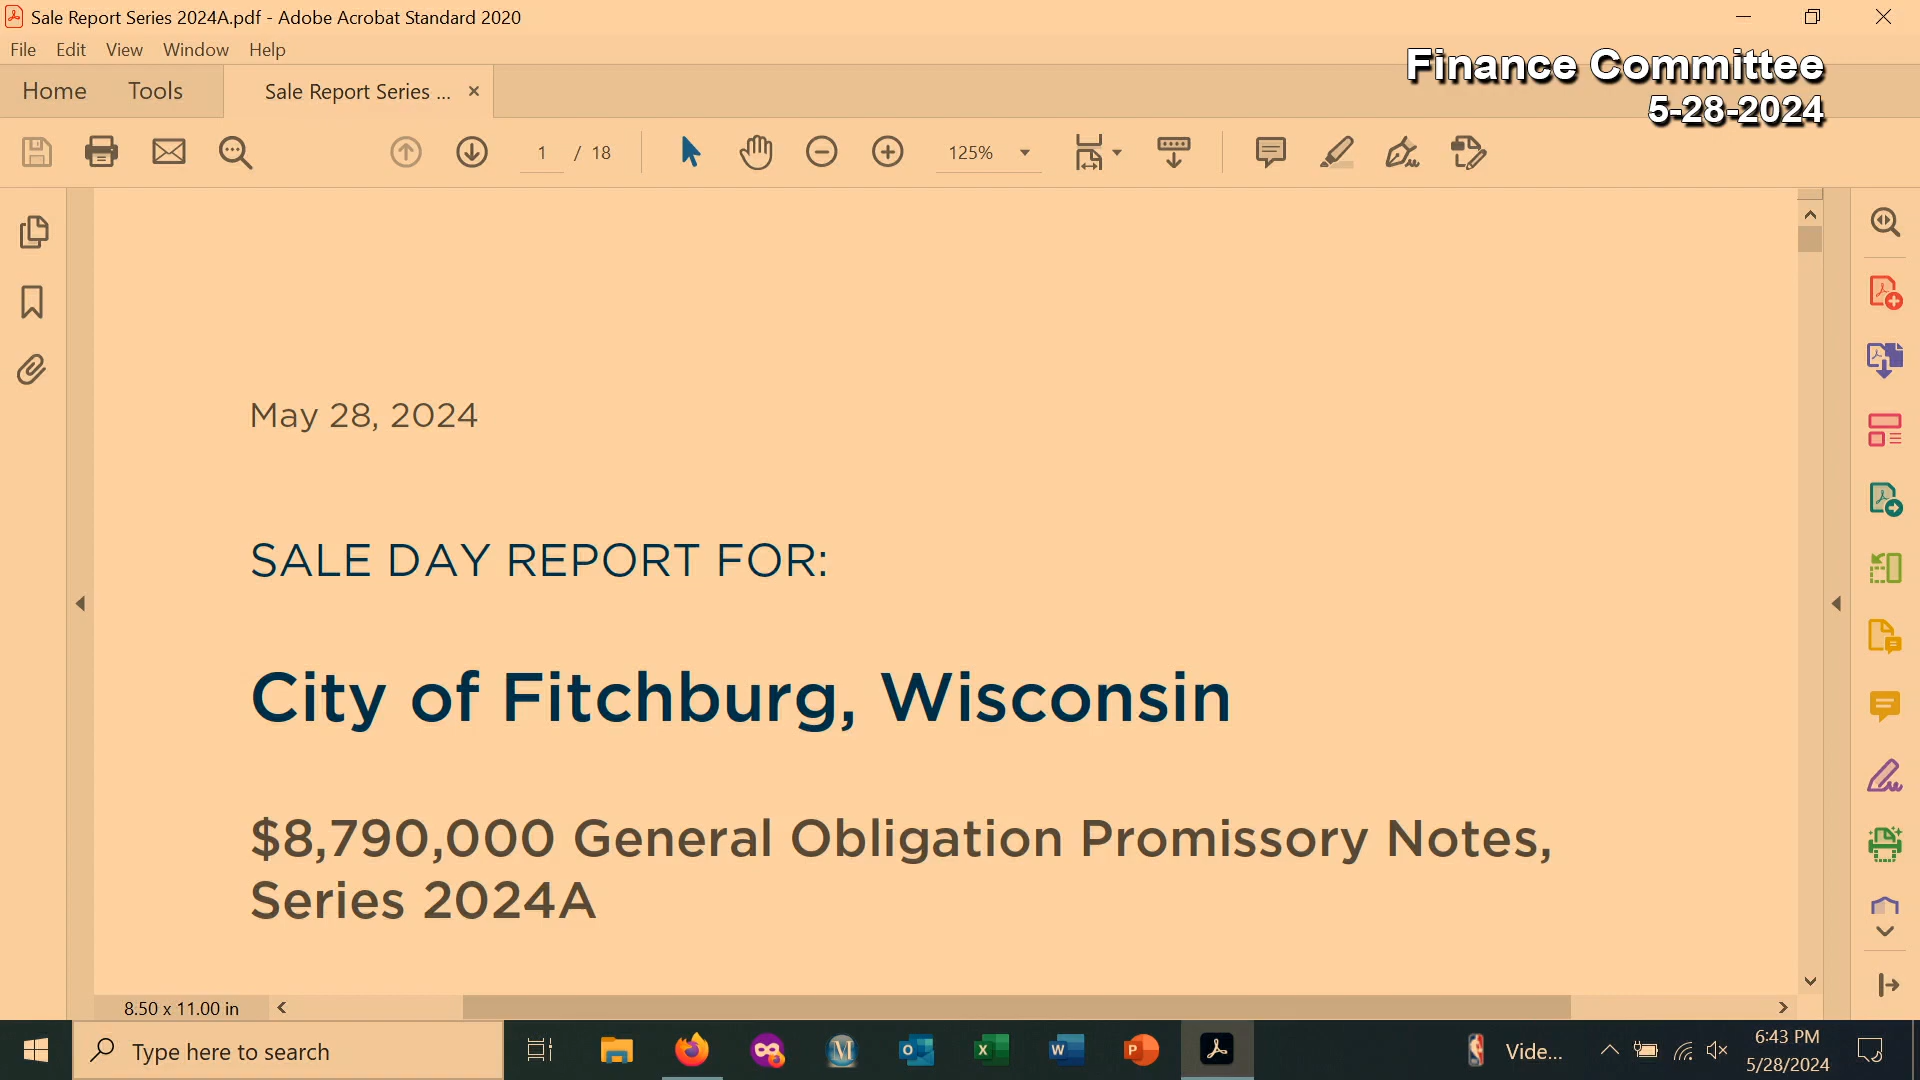 Sale Report Series 2024A.pdf - Adobe Acrobat Standard 2020
File Edit View Window Help
Finance Committee
5-28-2024
Home Tools Sale Report Series ... ×
1 / 18 125%
May 28, 2024
SALE DAY REPORT FOR:
City of Fitchburg, Wisconsin
$8,790,000 General Obligation Promissory Notes,
Series 2024A
8.50 x 11.00 in
Type here to search
Vide...
6:43 PM
5/28/2024